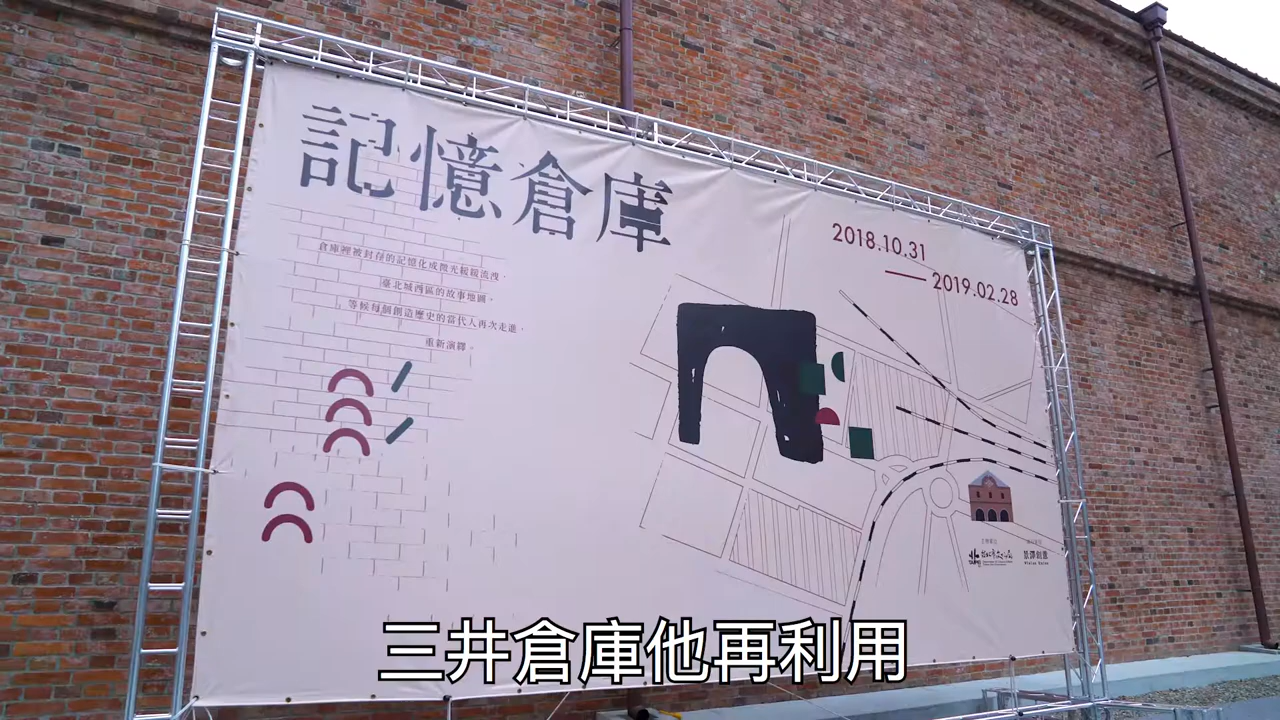 記憶倉庫
倉庫裡被封存的記憶化成微光緩緩流洩，
臺北城西區的故事地圖，
等候每個創造歷史的當代人再次走進，
重新演繹。
2018.10.31
2019.02.28
三井倉庫他再利用